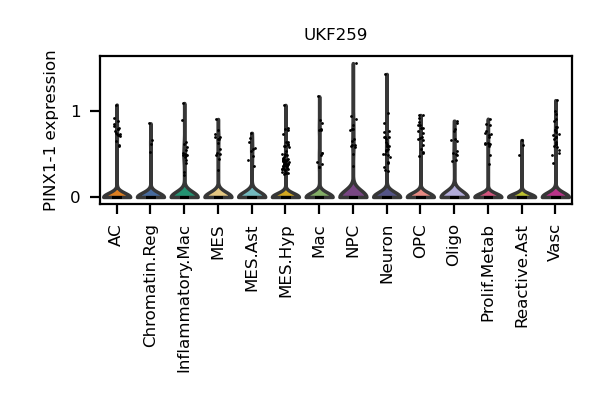 UKF259
PINX1-1 expression
1
0
AC
Chromatin.Reg
Inflammatory.Mac
MES
MES.Ast
MES.Hyp
Mac
NPC
Neuron
OPC
Oligo
Prolif.Metab
Reactive.Ast
Vasc